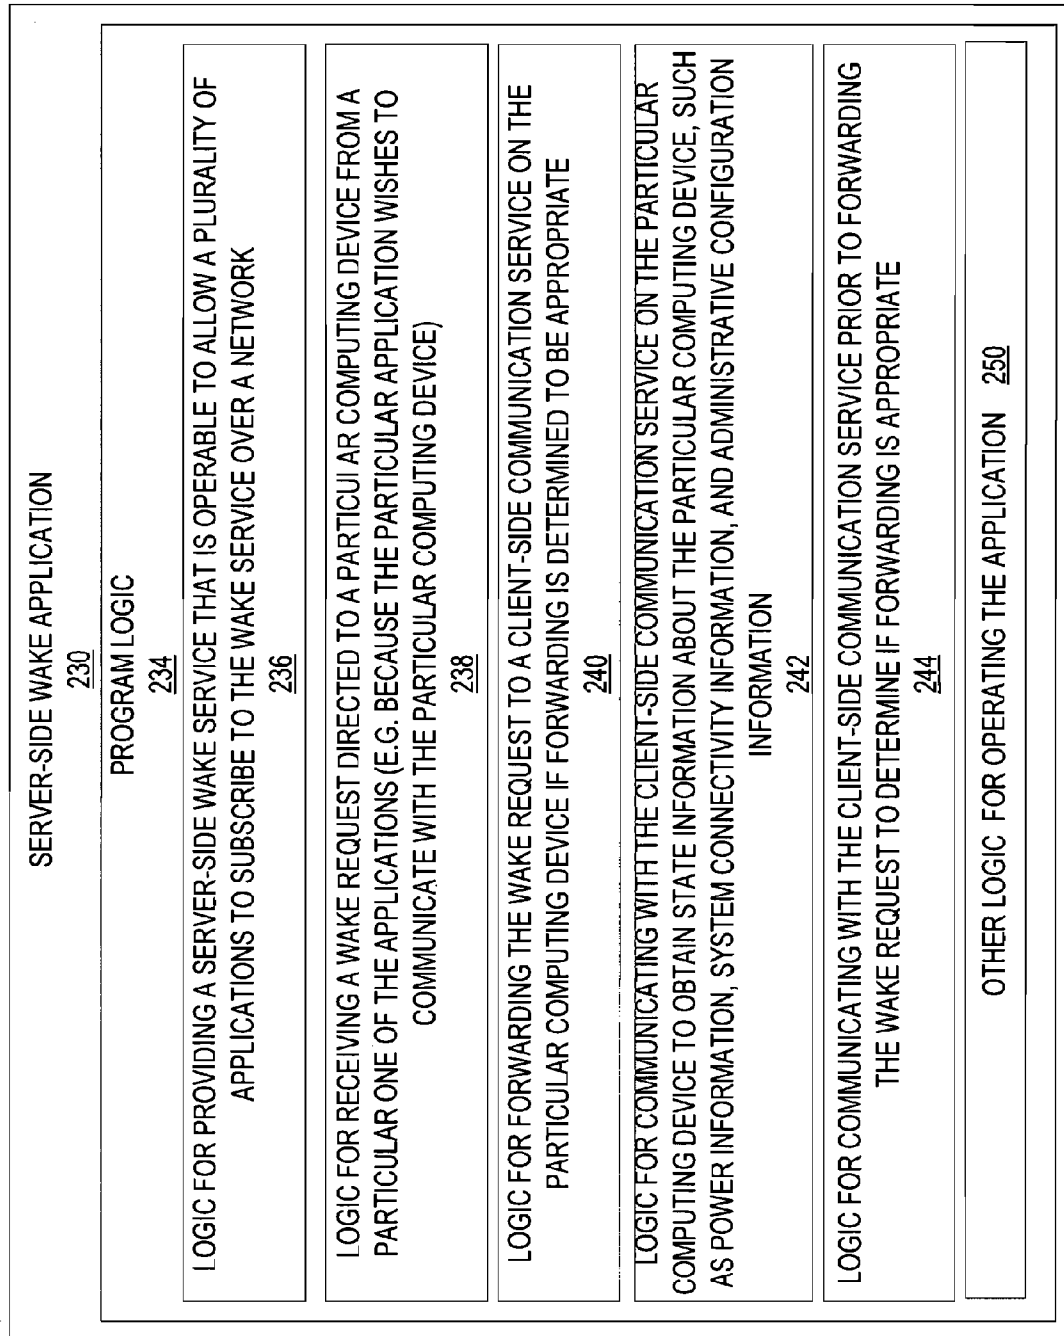 SERVER-SIDE WAKE APPLICATION
230
PROGRAM LOGIC
234
LOGIC FOR PROVIDING A SERVER-SIDE WAKE SERVICE THAT IS OPERABLE TO ALLOW A PLURALITY OF
APPLICATIONS TO SUBSCRIBE TO THE WAKE SERVICE OVER A NETWORK
236
LOGIC FOR RECEIVING A WAKE REQUEST DIRECTED TO A PARTICULAR COMPUTING DEVICE FROM A
PARTICULAR ONE OF THE APPLICATIONS (E.G. BECAUSE THE PARTICULAR APPLICATION WISHES TO
COMMUNICATE WITH THE PARTICULAR COMPUTING DEVICE)
238
LOGIC FOR FORWARDING THE WAKE REQUEST TO A CLIENT-SIDE COMMUNICATION SERVICE ON THE
PARTICULAR COMPUTING DEVICE IF FORWARDING IS DETERMINED TO BE APPROPRIATE
240
LOGIC FOR COMMUNICATING WITH THE CLIENT-SIDE COMMUNICATION SERVICE ON THE PARTICULAR
COMPUTING DEVICE TO OBTAIN STATE INFORMATION ABOUT THE PARTICULAR COMPUTING DEVICE, SUCH
AS POWER INFORMATION, SYSTEM CONNECTIVITY INFORMATION, AND ADMINISTRATIVE CONFIGURATION
INFORMATION
242
LOGIC FOR COMMUNICATING WITH THE CLIENT-SIDE COMMUNICATION SERVICE PRIOR TO FORWARDING
THE WAKE REQUEST TO DETERMINE IF FORWARDING IS APPROPRIATE
244
OTHER LOGIC FOR OPERATING THE APPLICATION 250